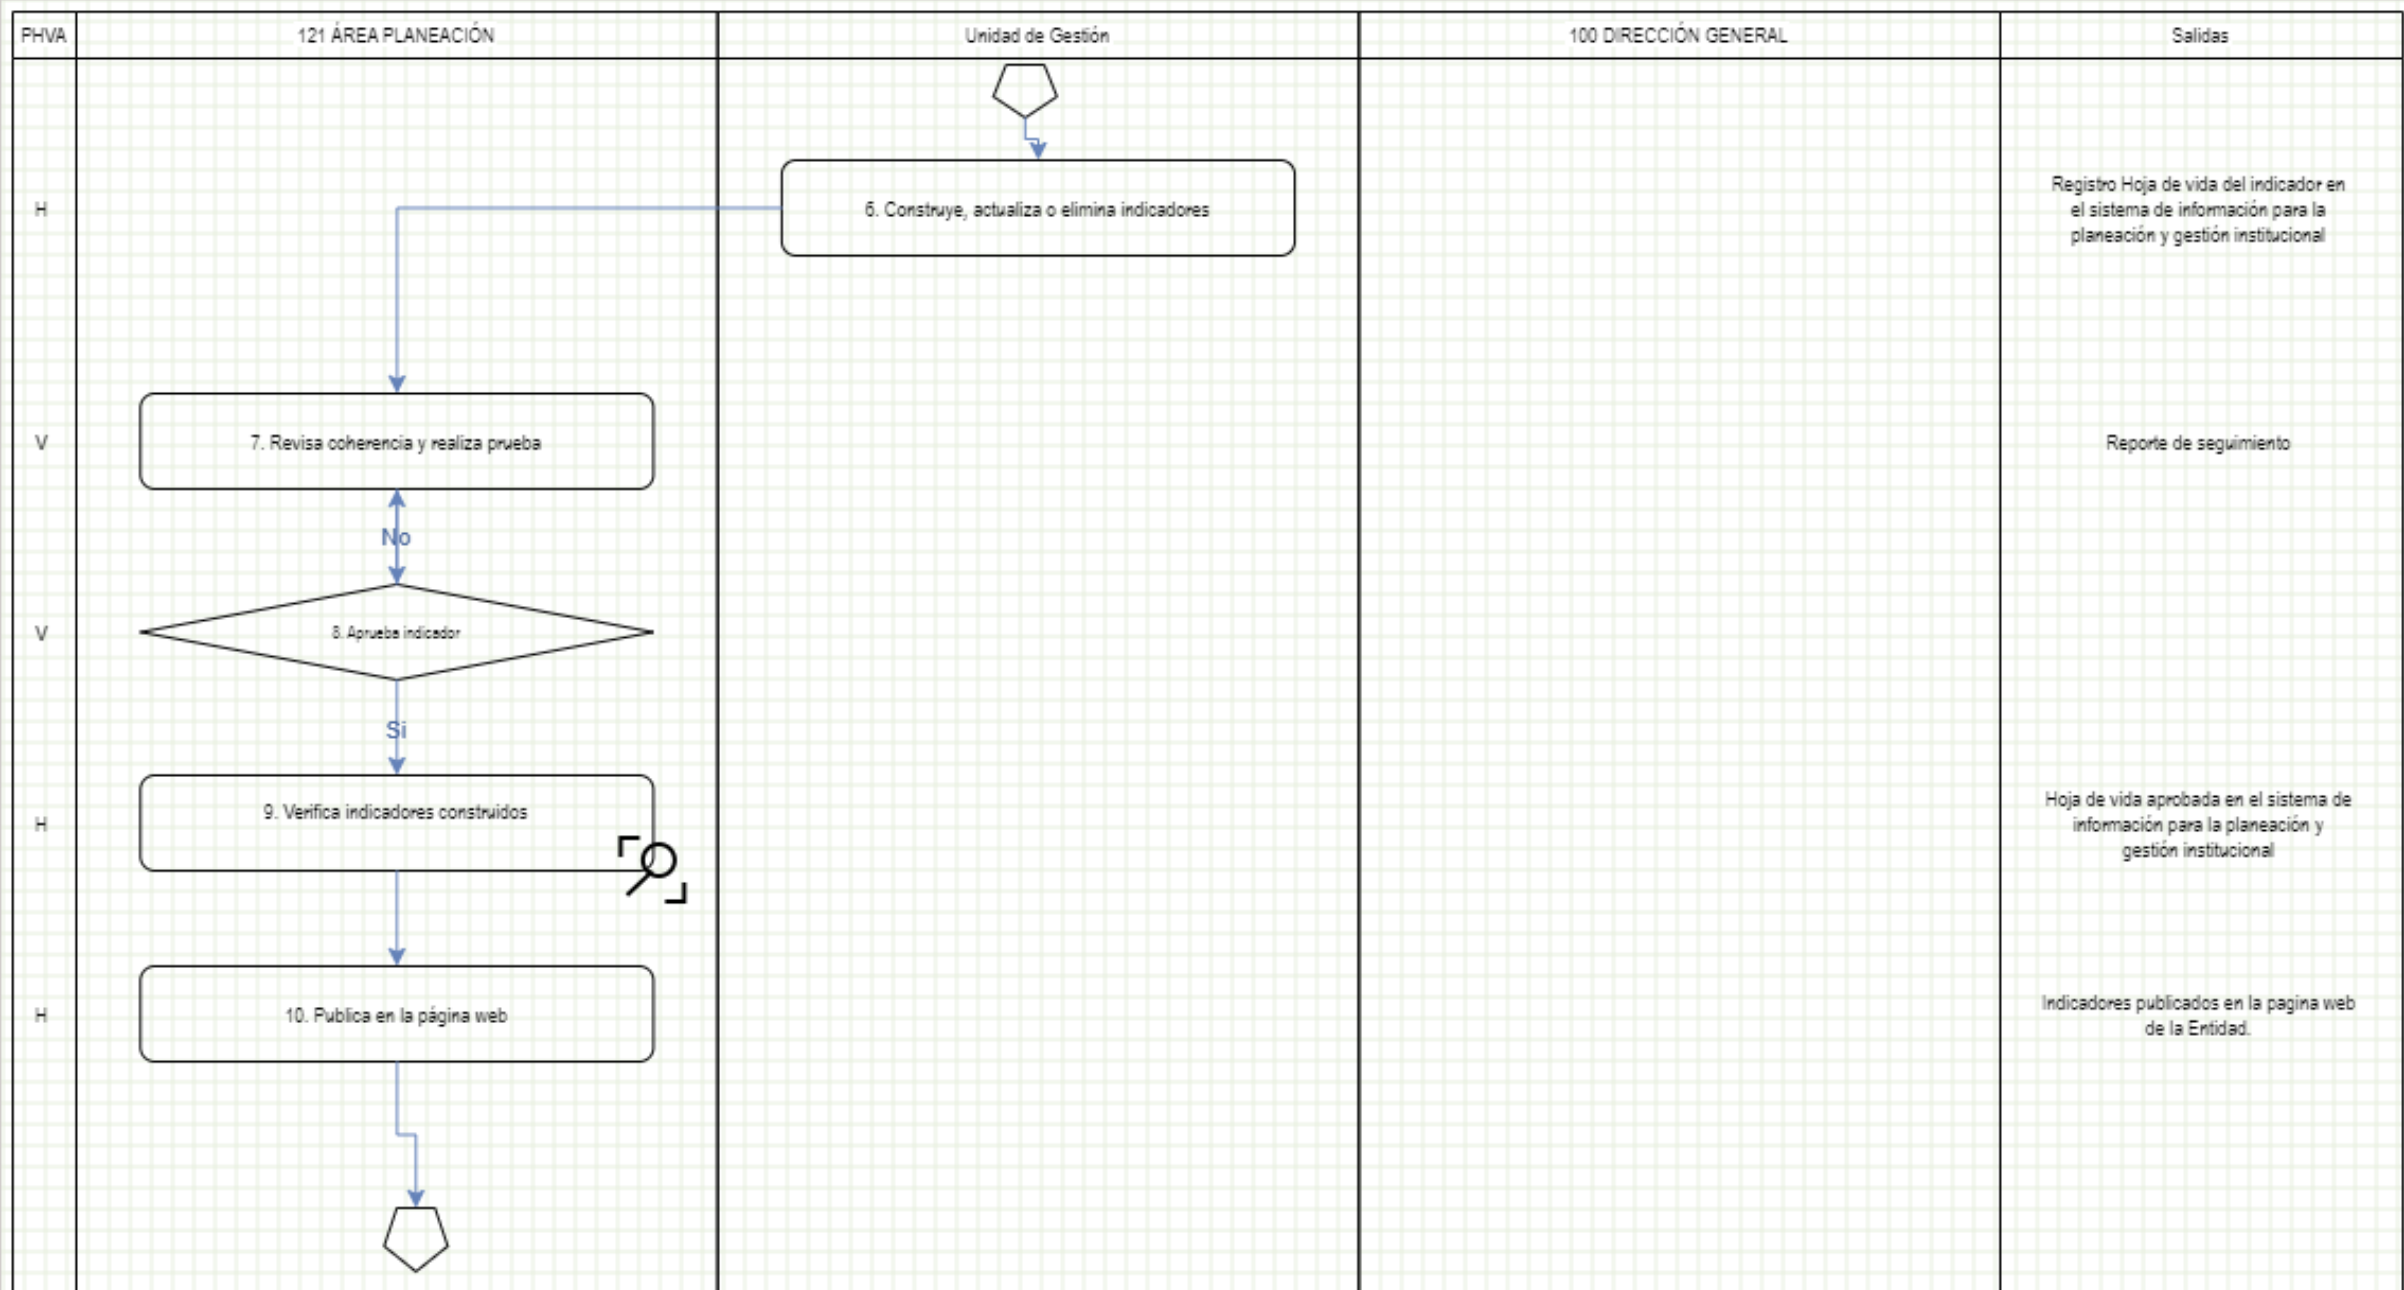 PHVA
121 ÁREA PLANEACIÓN
Unidad de Gestión
100 DIRECCIÓN GENERAL
Salidas
H
6. Construye, actualiza o elimina indicadores
Registro Hoja de vida del indicador en
el sistema de información para la
planeación y gestión institucional
V
7. Revisa coherencia y realiza prueba
Reporte de seguimiento
No
V
8. Aprueba indicador
Si
H
9. Verifica indicadores construidos
Hoja de vida aprobada en el sistema de
información para la planeación y
gestión institucional
H
10. Publica en la página web
Indicadores publicados en la pagina web
de la Entidad.